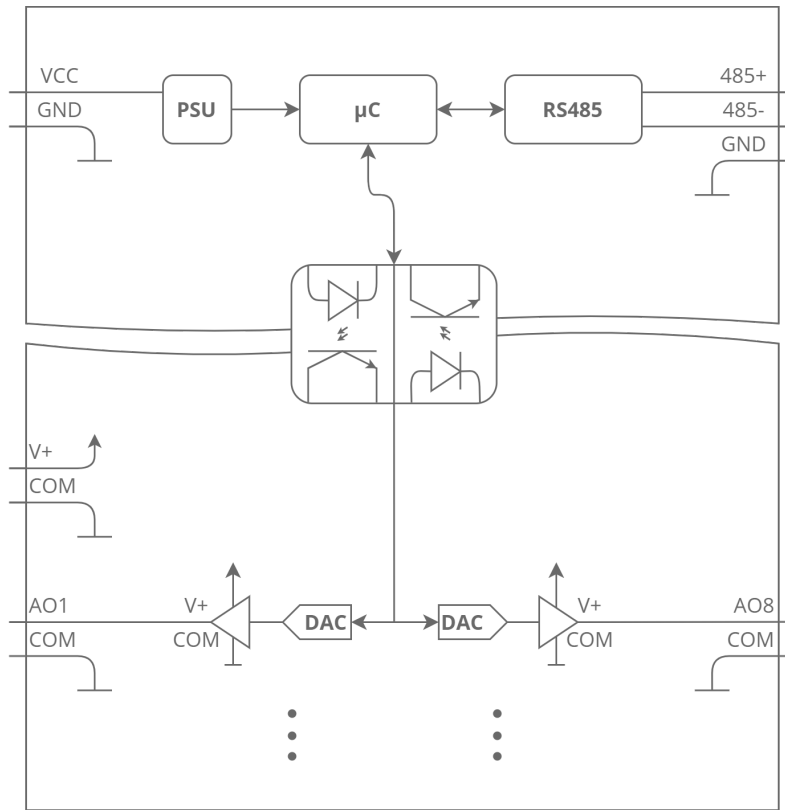 VCC
485+
PSU
µC
RS485
GND
485-
GND
V+
COM
AO1
V+
DAC
DAC
V+
AO8
COM
COM
COM
COM